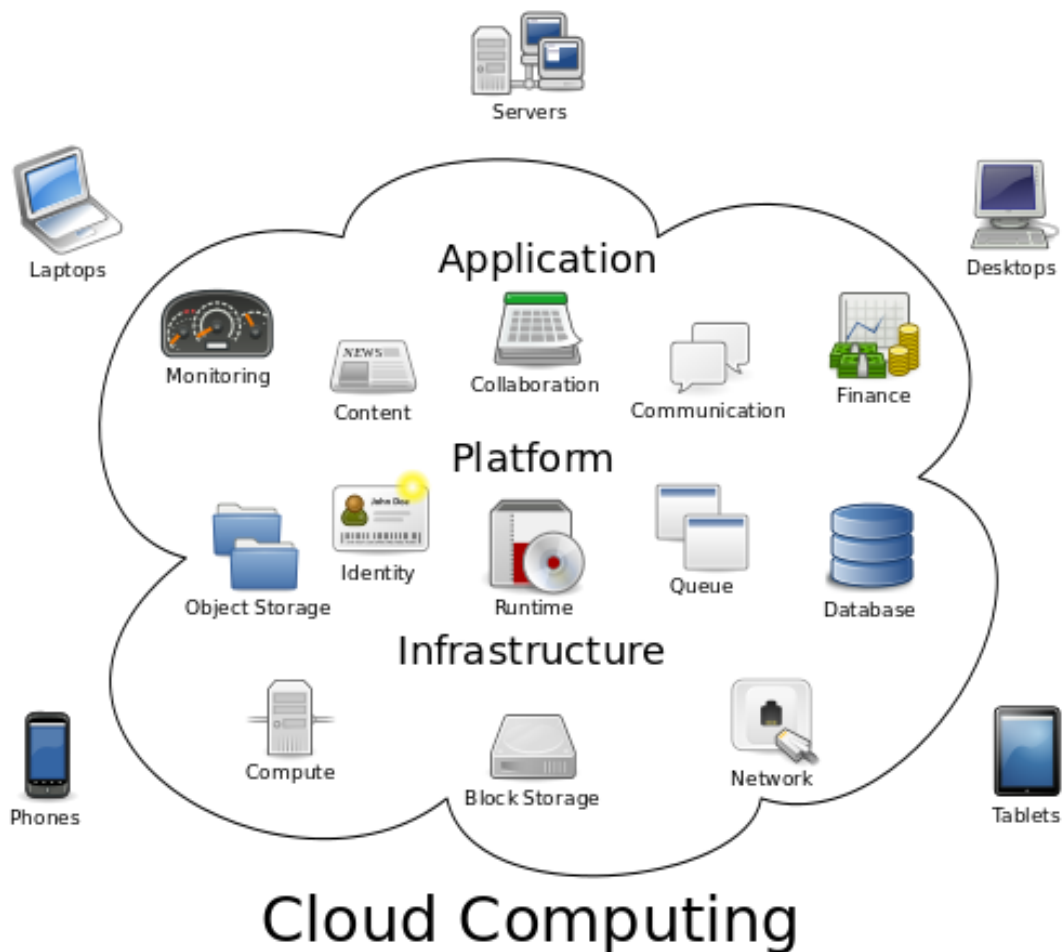 Servers
Laptops
Desktops
Application
Monitoring
NEWS
Content
Collaboration
Communication
Finance
Platform
Object Storage
John Doe
Identity
Runtime
Queue
Database
Infrastructure
Compute
Block Storage
Network
Phones
Tablets
Cloud Computing